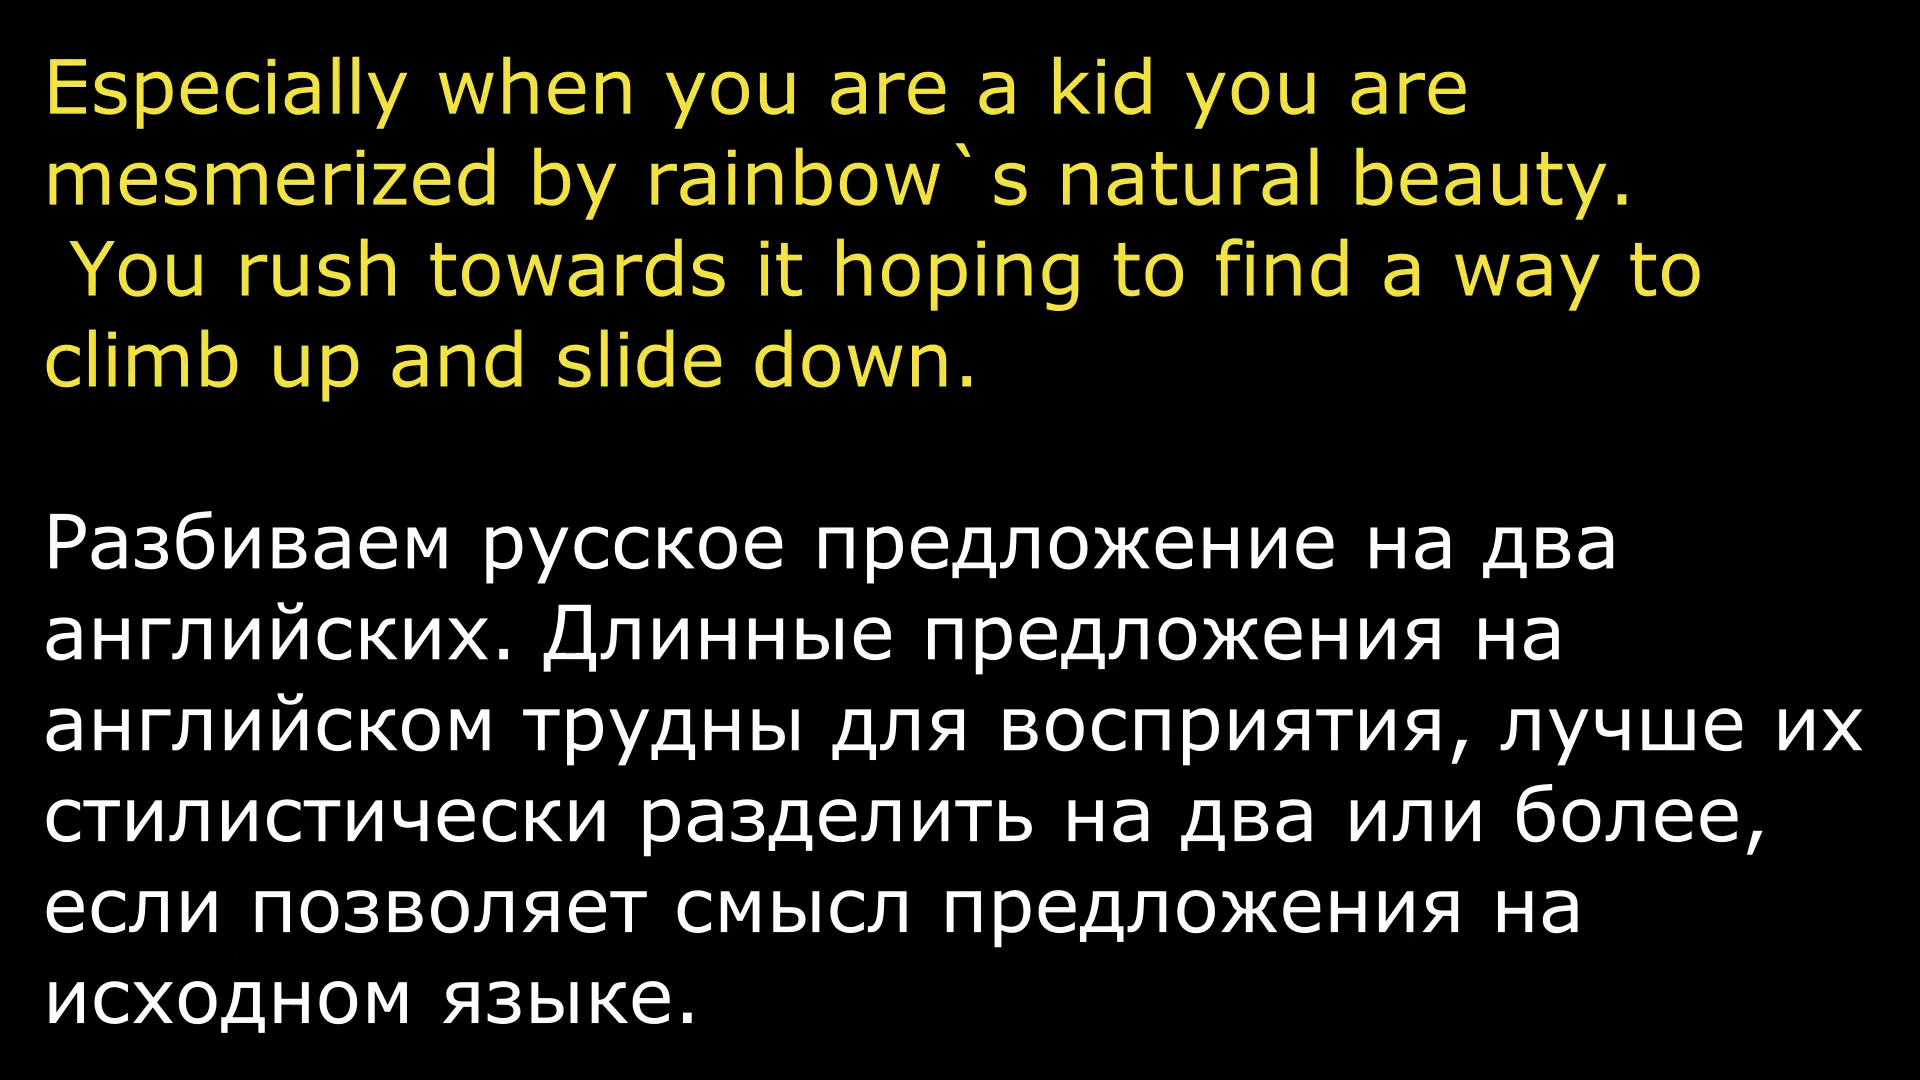 Especially when you are a kid you are
mesmerized by rainbow`s natural beauty.
You rush towards it hoping to find a way to
climb up and slide down.
Разбиваем русское предложение на два
английских. Длинные предложения на
английском трудны для восприятия, лучше их
стилистически разделить на два или более,
если позволяет смысл предложения на
исходном языке.